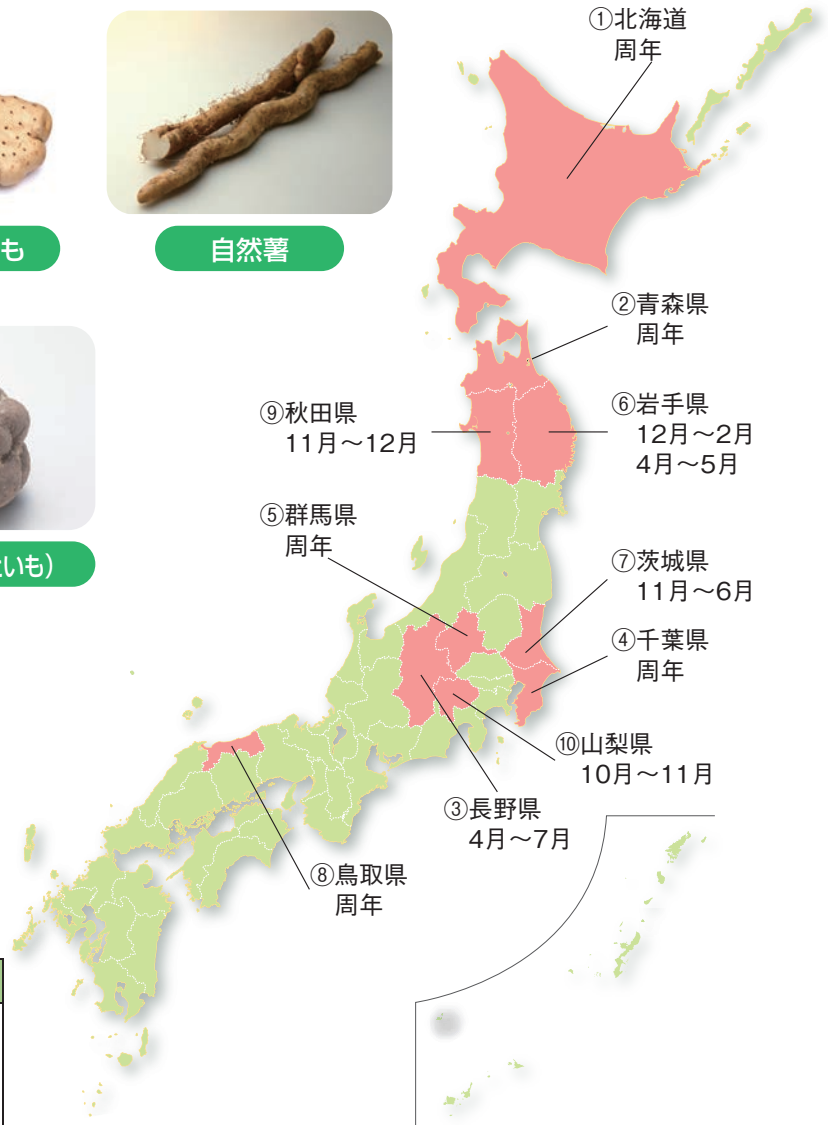 ①北海道
周年
も
自然薯
②青森県
周年
⑨秋田県
11月～12月
⑥岩手県
12月～2月
4月～5月
⑤群馬県
周年
いも）
⑦茨城県
11月～6月
④千葉県
周年
⑩山梨県
10月～11月
③長野県
4月～7月
⑧鳥取県
周年